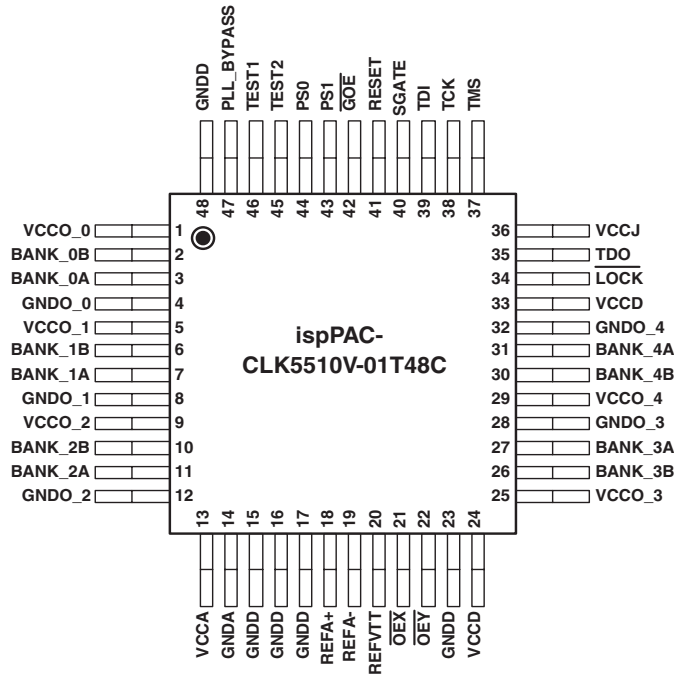 GNDD
PLL_BYPASS
TEST1
TEST2
PS0
PS1
GOE
RESET
SGATE
TDI
TCK
TMS
48
47
46
45
44
43
42
41
40
39
38
37
VCCO_0 1
BANK_0B 2
BANK_0A 3
GNDO_0 4
VCCO_1 5
BANK_1B 6
BANK_1A 7
GNDO_1 8
VCCO_2 9
BANK_2B 10
BANK_2A 11
GNDO_2 12
ispPAC-
CLK5510V-01T48C
36 VCCJ
35 TDO
34 LOCK
33 VCCD
32 GNDO_4
31 BANK_4A
30 BANK_4B
29 VCCO_4
28 GNDO_3
27 BANK_3A
26 BANK_3B
25 VCCO_3
13
14
15
16
17
18
19
20
21
22
23
24
VCCA
GNDA
GNDD
GNDD
GNDD
REFA+
REFA-
REFVTT
OEX
OEY
GNDD
VCCD